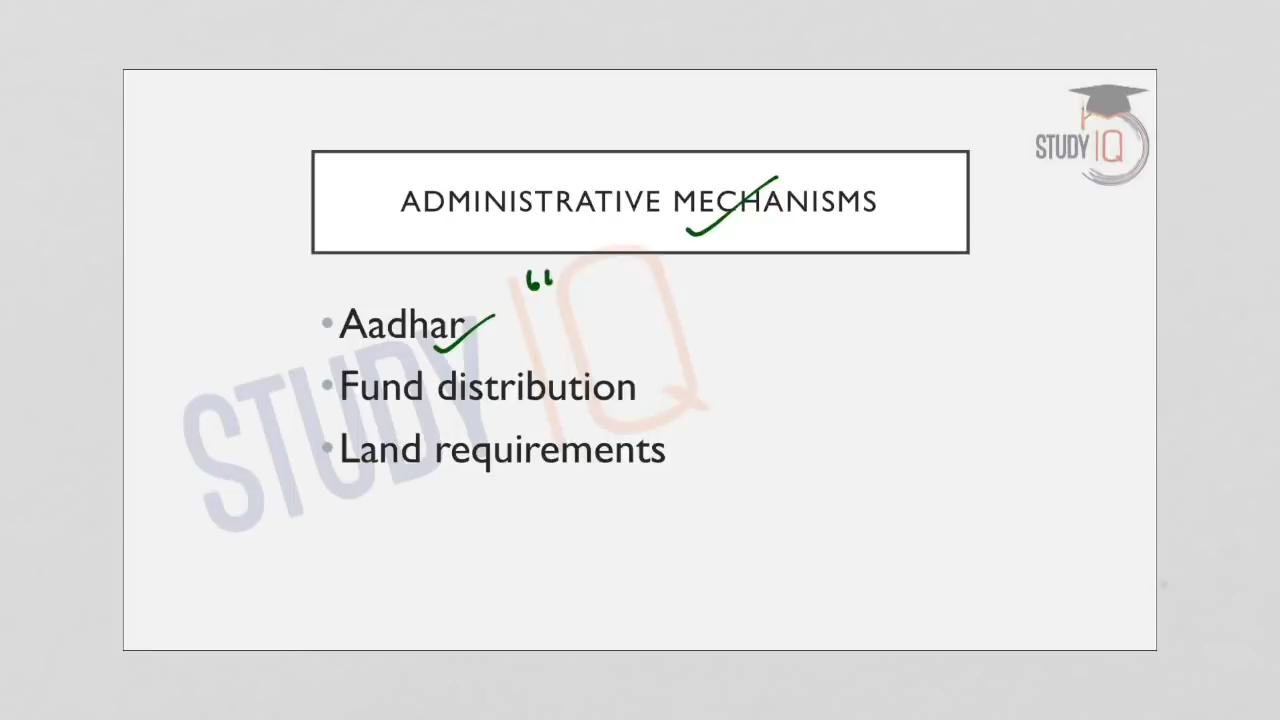 STUDY IQ
ADMINISTRATIVE MECHANISMS
“
• Aadhar
• Fund distribution
• Land requirements
STUDY IQ